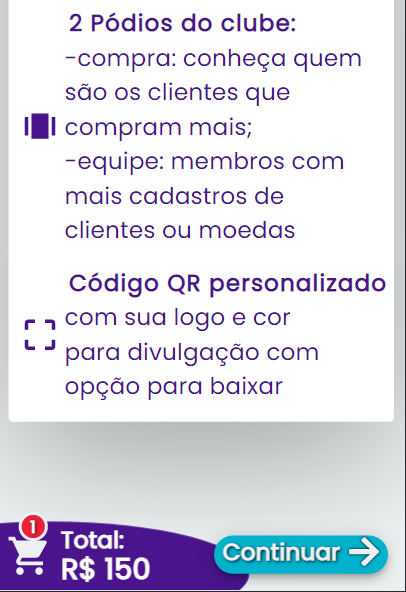 2 Pódios do clube:
-compra: conheça quem
são os clientes que
compram mais;
-equipe: membros com
mais cadastros de
clientes ou moedas
Código QR personalizado
com sua logo e cor
para divulgação com
opção para baixar
1
Total:
R$ 150
Continuar